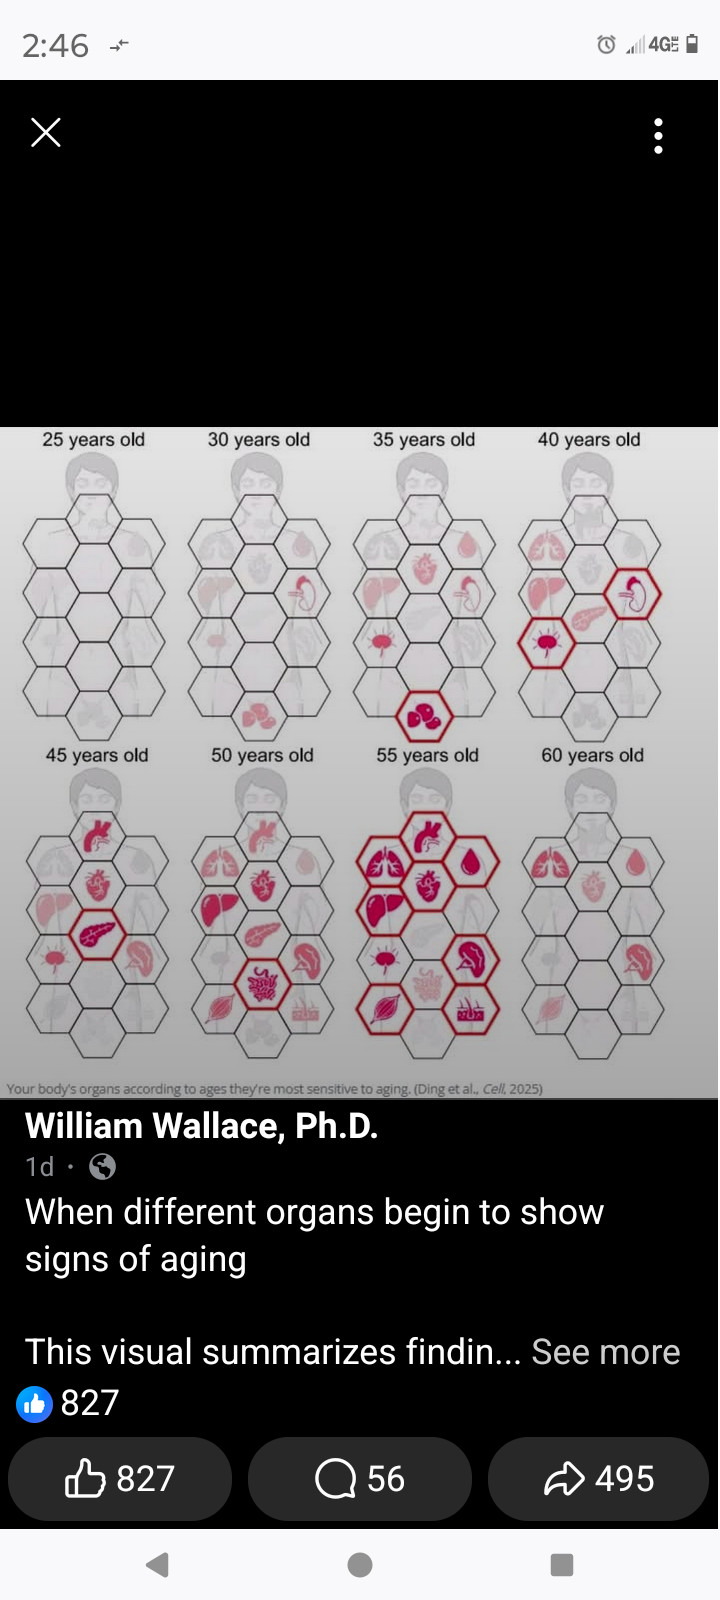 2:46
4G LTE
25 years old 30 years old 35 years old 40 years old
45 years old 50 years old 55 years old 60 years old
Your body's organs according to ages they're most sensitive to aging. (Ding et al., Cell, 2025)
William Wallace, Ph.D.
1d ·
When different organs begin to show
signs of aging
This visual summarizes findin... See more
827
827 56 495